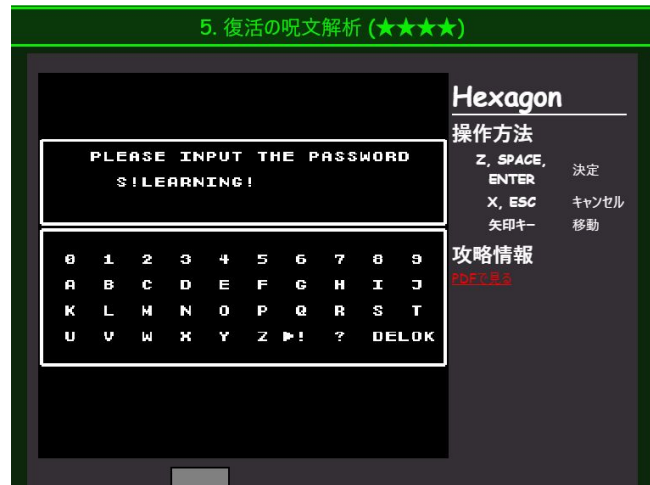 5. 復活の呪文解析 (★★★★)
Hexagon
操作方法
Z, SPACE, ENTER 決定
X, ESC キャンセル
矢印キー 移動
攻略情報
PDFで見る
PLEASE INPUT THE PASSWORD
S!LEARNING!
0 1 2 3 4 5 6 7 8 9
A B C D E F G H I J
K L M N O P Q R S T
U V W X Y Z ▶! ? DELOK